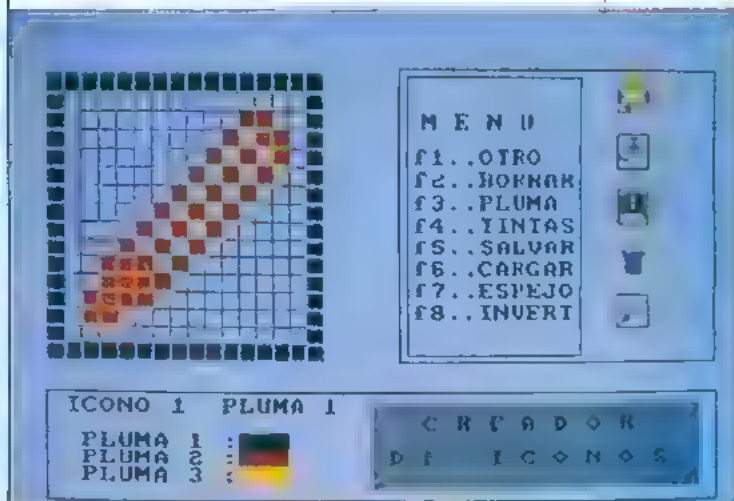 M E N U
f1..OTRO
f2..BORRAR
f3..PLUMA
f4..TINTAS
f5..SALVAR
f6..CARGAR
f7..ESPEJO
f8..INVERT
ICONO 1 PLUMA 1
PLUMA 1 :
PLUMA 2 :
PLUMA 3 :
C R E A D O R
D E I C O N O S